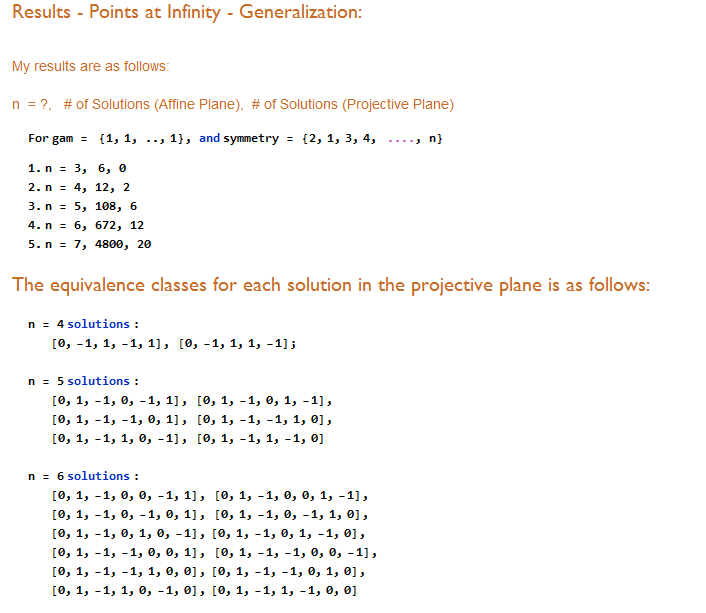 Results - Points at Infinity - Generalization:
My results are as follows:
n = ?, # of Solutions (Affine Plane), # of Solutions (Projective Plane)
For gam = {1, 1, .., 1}, and symmetry = {2, 1, 3, 4, ...., n}
1. n = 3, 6, 0
2. n = 4, 12, 2
3. n = 5, 108, 6
4. n = 6, 672, 12
5. n = 7, 4800, 20
The equivalence classes for each solution in the projective plane is as follows:
n = 4 solutions :
[0, -1, 1, -1, 1], [0, -1, 1, 1, -1];
n = 5 solutions :
[0, 1, -1, 0, -1, 1], [0, 1, -1, 0, 1, -1],
[0, 1, -1, -1, 0, 1], [0, 1, -1, -1, 1, 0],
[0, 1, -1, 1, 0, -1], [0, 1, -1, 1, -1, 0]
n = 6 solutions :
[0, 1, -1, 0, 0, -1, 1], [0, 1, -1, 0, 0, 1, -1],
[0, 1, -1, 0, -1, 0, 1], [0, 1, -1, 0, -1, 1, 0],
[0, 1, -1, 0, 1, 0, -1], [0, 1, -1, 0, 1, -1, 0],
[0, 1, -1, -1, 0, 0, 1], [0, 1, -1, -1, 0, 0, -1],
[0, 1, -1, -1, 1, 0, 0], [0, 1, -1, -1, 0, 1, 0],
[0, 1, -1, 1, 0, -1, 0], [0, 1, -1, 1, -1, 0, 0]